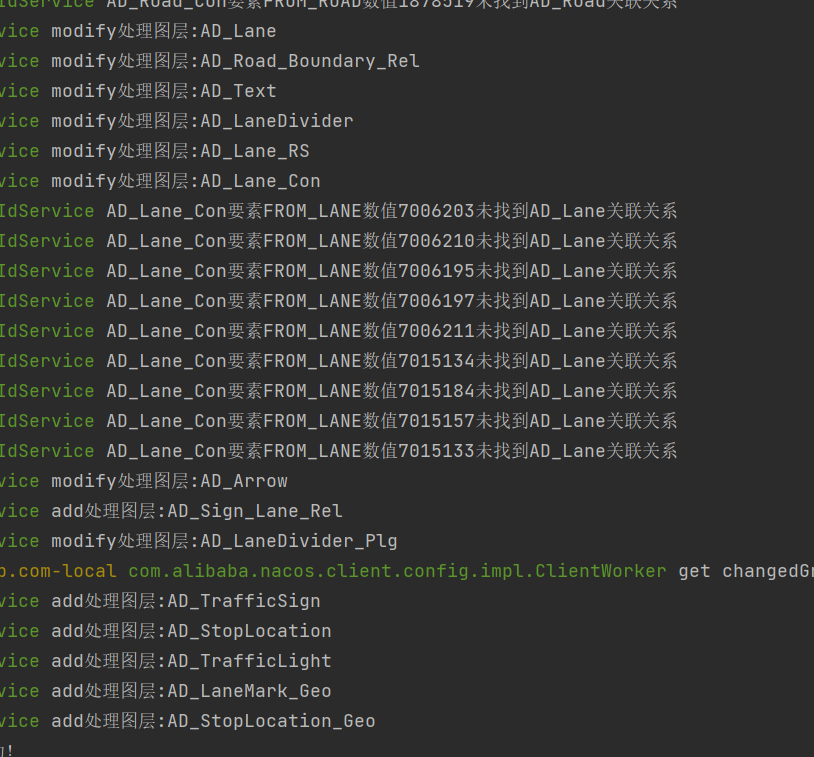 IdService AD_Road_Con要素FROM_ROAD数值1878519未找到AD_Road关联关系
vice modify处理图层:AD_Lane
vice modify处理图层:AD_Road_Boundary_Rel
vice modify处理图层:AD_Text
vice modify处理图层:AD_LaneDivider
vice modify处理图层:AD_Lane_RS
vice modify处理图层:AD_Lane_Con
IdService AD_Lane_Con要素FROM_LANE数值7006203未找到AD_Lane关联关系
IdService AD_Lane_Con要素FROM_LANE数值7006210未找到AD_Lane关联关系
IdService AD_Lane_Con要素FROM_LANE数值7006195未找到AD_Lane关联关系
IdService AD_Lane_Con要素FROM_LANE数值7006197未找到AD_Lane关联关系
IdService AD_Lane_Con要素FROM_LANE数值7006211未找到AD_Lane关联关系
IdService AD_Lane_Con要素FROM_LANE数值7015134未找到AD_Lane关联关系
IdService AD_Lane_Con要素FROM_LANE数值7015184未找到AD_Lane关联关系
IdService AD_Lane_Con要素FROM_LANE数值7015157未找到AD_Lane关联关系
IdService AD_Lane_Con要素FROM_LANE数值7015133未找到AD_Lane关联关系
vice modify处理图层:AD_Arrow
vice add处理图层:AD_Sign_Lane_Rel
vice modify处理图层:AD_LaneDivider_Plg
p.com-local com.alibaba.nacos.client.config.impl.ClientWorker get changedGr
vice add处理图层:AD_TrafficSign
vice add处理图层:AD_StopLocation
vice add处理图层:AD_TrafficLight
vice add处理图层:AD_LaneMark_Geo
vice add处理图层:AD_StopLocation_Geo